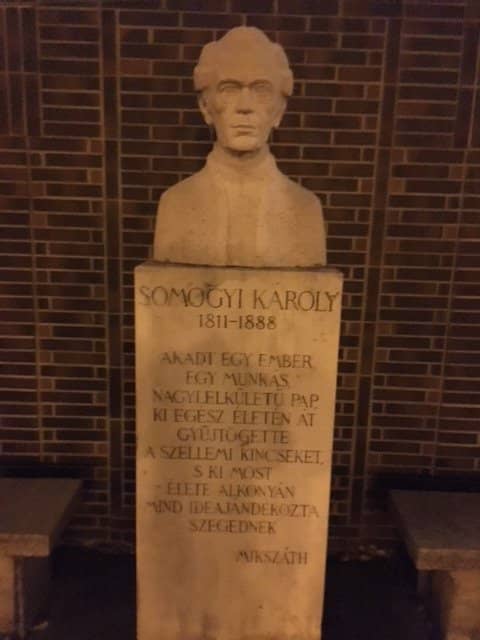 SOMOGYI KÁROLY
1811-1888
AKADT EGY EMBER
EGY MUNKÁS,
NAGYLELKÜLETŰ PAP,
KI EGÉSZ ÉLETÉN ÁT
GYŰJTÖGETTE
A SZELLEMI KINCSEKET,
S KI MOST
ÉLETE ALKONYÁN
MIND IDEAJÁNDÉKOZTA
SZEGEDNEK
MIKSZÁTH